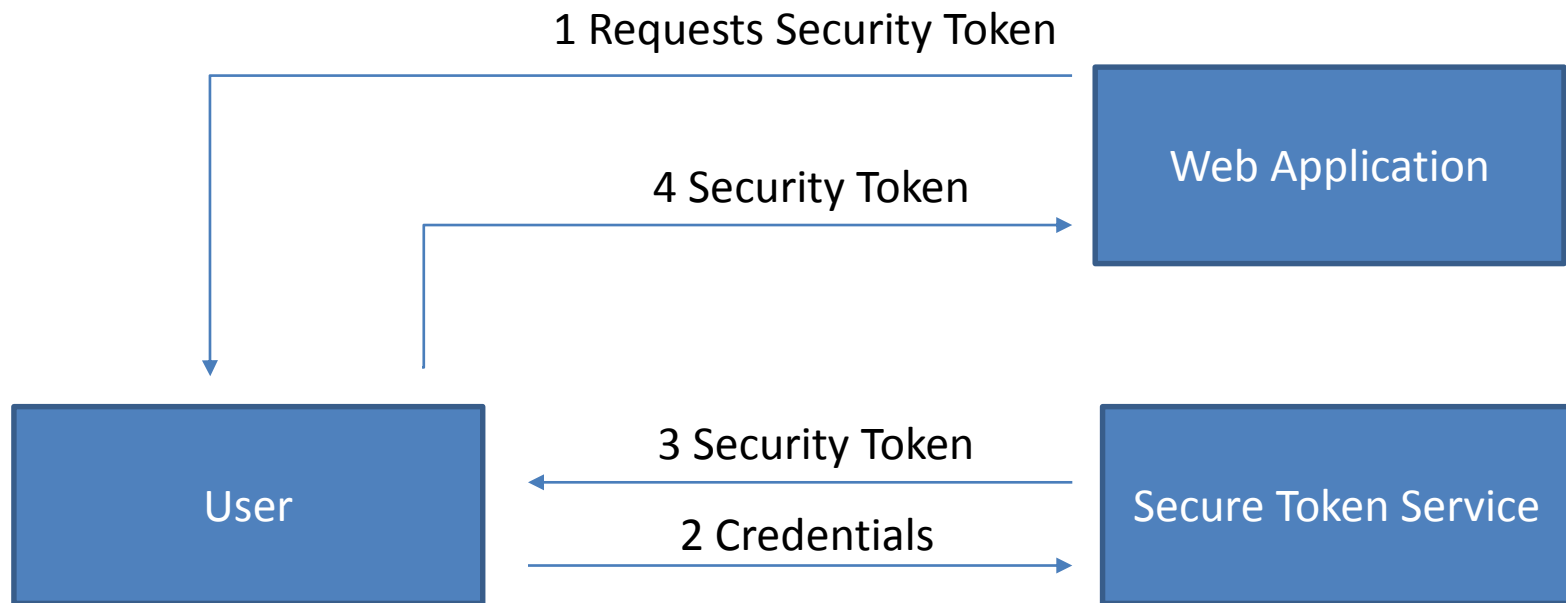 1 Requests Security Token
Web Application
4 Security Token
3 Security Token
User
Secure Token Service
2 Credentials